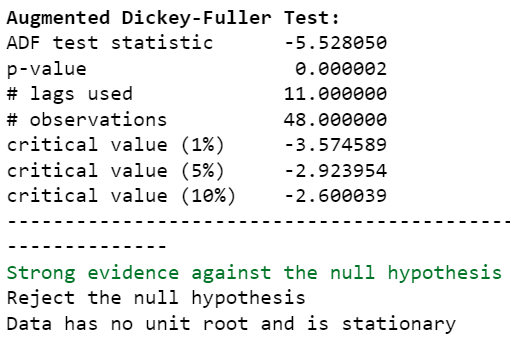 Augmented Dickey-Fuller Test:
ADF test statistic -5.528050
p-value 0.000002
# lags used 11.000000
# observations 48.000000
critical value (1%) -3.574589
critical value (5%) -2.923954
critical value (10%) -2.600039
--------------------------------------------
--------------
Strong evidence against the null hypothesis
Reject the null hypothesis
Data has no unit root and is stationary